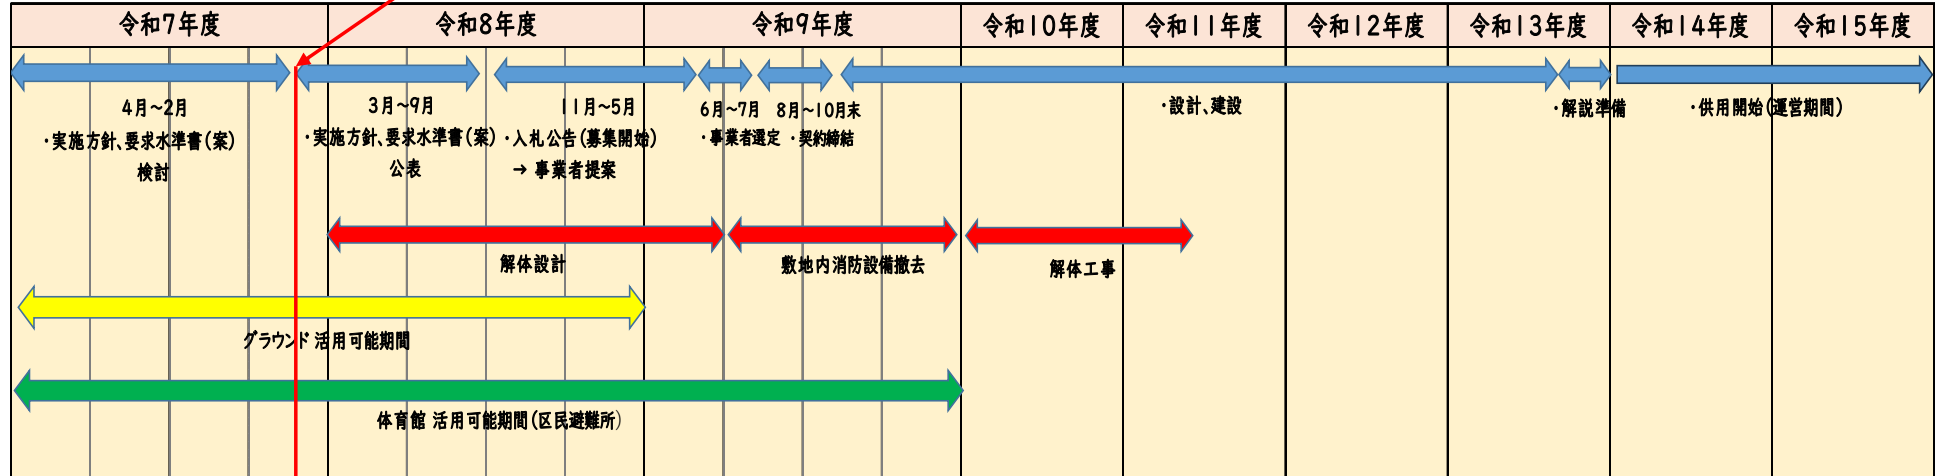 令和7年度 令和8年度 令和9年度 令和10年度 令和11年度 令和12年度 令和13年度 令和14年度 令和15年度
4月～2月
・実施方針、要求水準書（案）
検討
3月～9月
・実施方針、要求水準書（案）
公表
11月～5月
・入札公告（募集開始）
→ 事業者提案
6月～7月
・事業者選定
8月～10月末
・契約締結
・設計、建設
・解説準備
・供用開始（運営期間）
解体設計
敷地内消防設備撤去
解体工事
グラウンド 活用可能期間
体育館 活用可能期間（区民避難所）